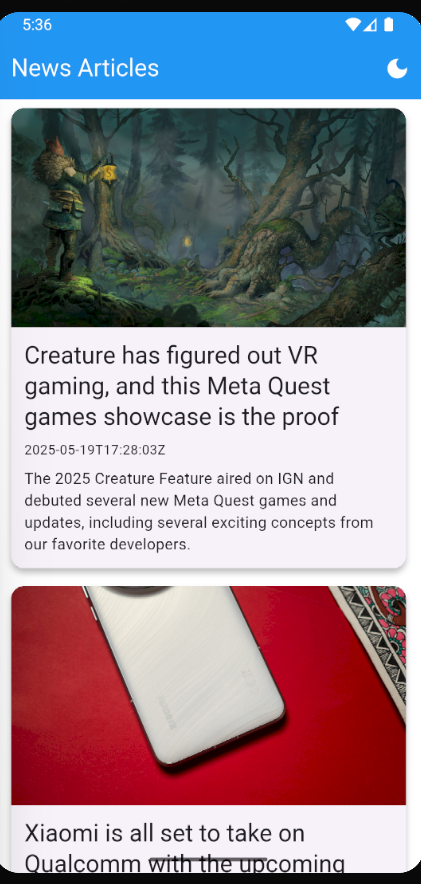 5:36
News Articles
Creature has figured out VR
gaming, and this Meta Quest
games showcase is the proof
2025-05-19T17:28:03Z
The 2025 Creature Feature aired on IGN and
debuted several new Meta Quest games and
updates, including several exciting concepts from
our favorite developers.
Xiaomi is all set to take on
Qualcomm with the upcoming